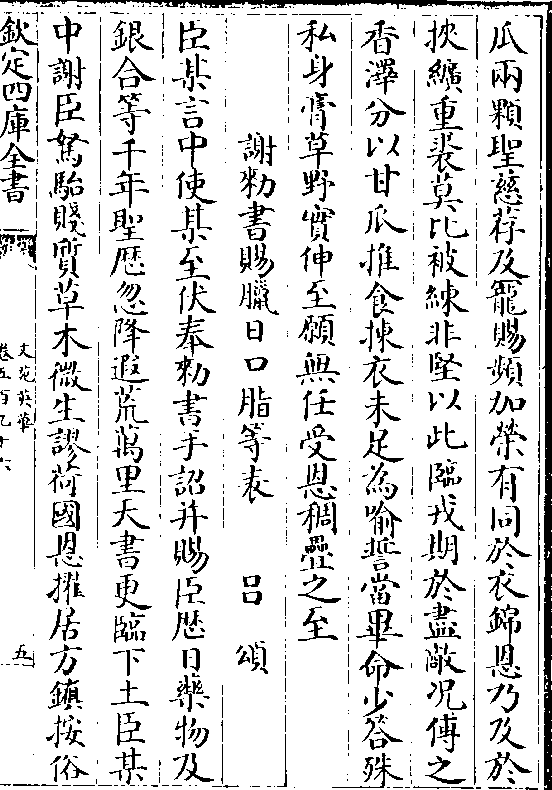 瓜兩顆聖慈荐及寵賜頻加榮有同於衣錦恩乃及於
挾纊重裘莫比被練非堅以此臨戎期於盡敵况傳之
香澤分以甘瓜推食揀衣未足為喻誓當畢命少答殊
私身膏草野實伸至願無任受恩稠疊之至
謝勑書賜臘日口脂等表 呂頌
臣某言中使某至伏奉勑書手詔并賜臣歴日藥物及
銀合等千年聖歴忽降遐荒萬里天書更臨下土臣某
中謝臣駑駘賤質草木微生謬荷國恩擢居方鎮按俗
欽定四庫全書
文苑英華
卷五百九十六
五